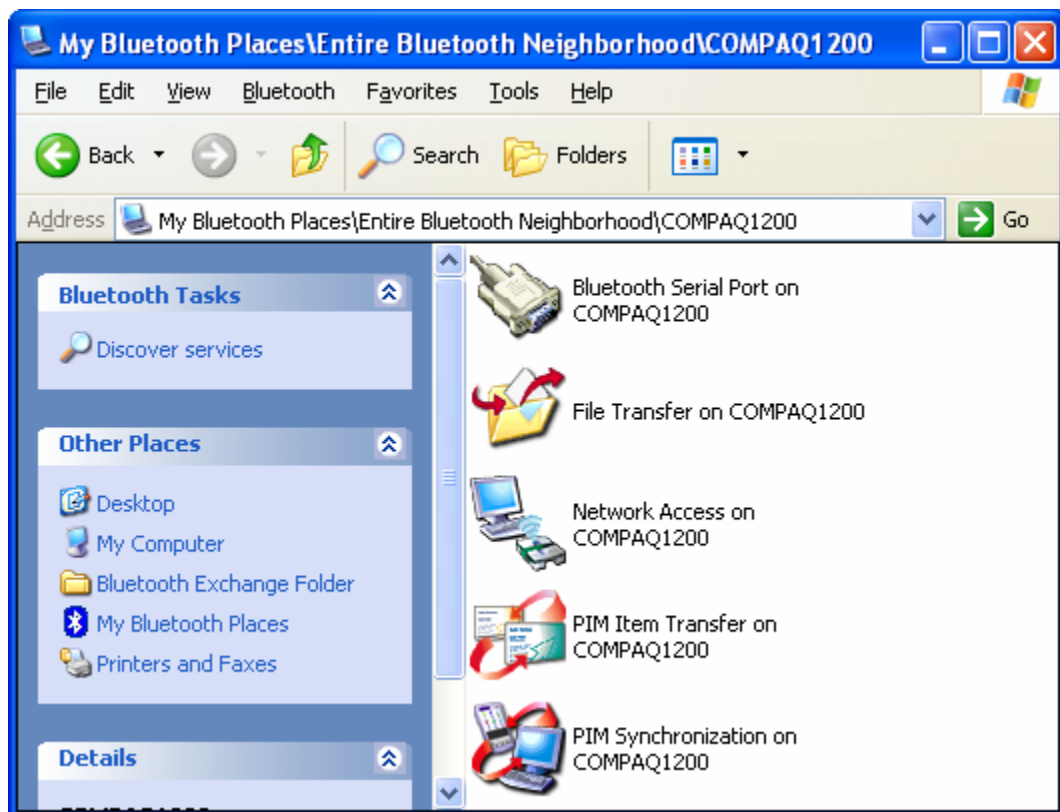 My Bluetooth Places\Entire Bluetooth Neighborhood\COMPAQ1200
File Edit View Bluetooth Favorites Tools Help
Back Search Folders
Address My Bluetooth Places\Entire Bluetooth Neighborhood\COMPAQ1200 Go
Bluetooth Tasks
Discover services
Other Places
Desktop
My Computer
Bluetooth Exchange Folder
My Bluetooth Places
Printers and Faxes
Details
Bluetooth Serial Port on
COMPAQ1200
File Transfer on COMPAQ1200
Network Access on
COMPAQ1200
PIM Item Transfer on
COMPAQ1200
PIM Synchronization on
COMPAQ1200